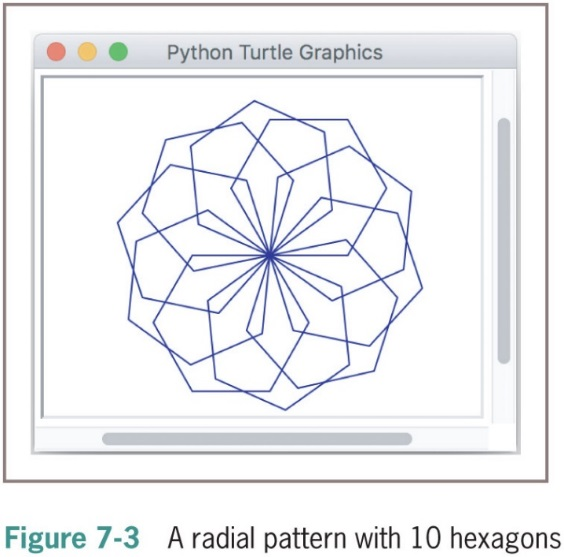 Python Turtle Graphics
Figure 7-3 A radial pattern with 10 hexagons